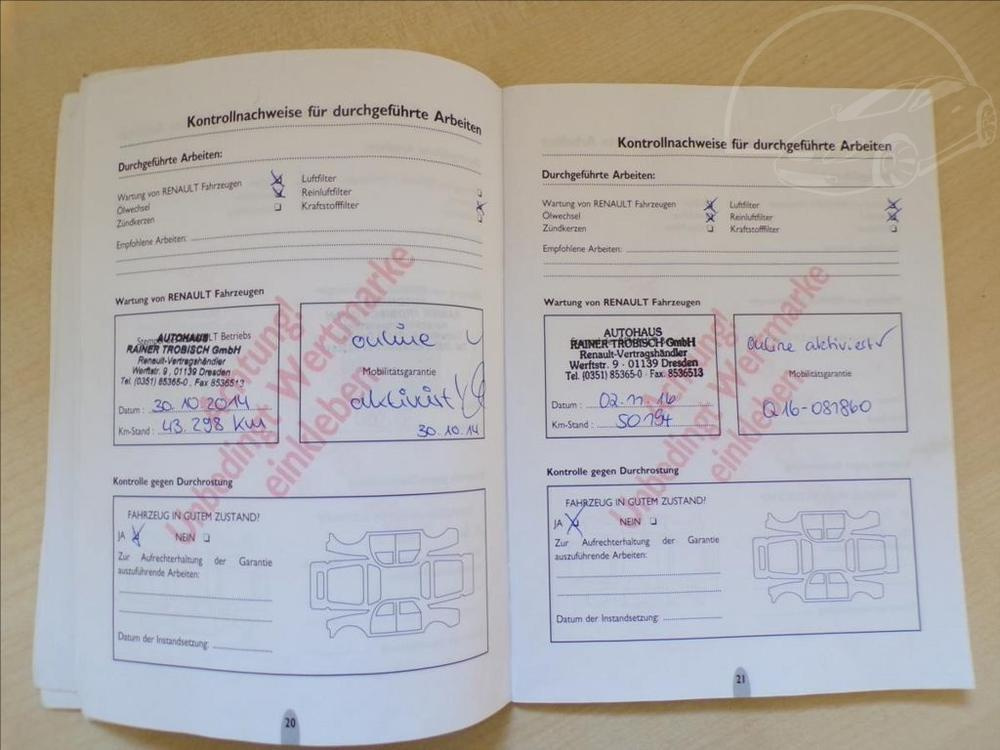 Kontrollnachweise für durchgeführte Arbeiten
Durchgeführte Arbeiten:
Wartung von RENAULT Fahrzeugen
Ölwechsel
Zündkerzen
Luftfilter
Reinluftfilter
Kraftstofffilter
Empfohlene Arbeiten:
Wartung von RENAULT Fahrzeugen
LT Betriebs
AUTOHAUS
RAINER TROBISCH GmbH
Renault-Vertragshändler
Werftstr. 9 , 01139 Dresden
Tel. (0351) 85365-0 , Fax 8536513
Datum : 30.10.2014
Km-Stand : 43.298 Km
online
Mobilitätsgarantie
aktiviert
30.10.14
Unbedingt Wertmarke
einkleben
Kontrolle gegen Durchrostung
FAHRZEUG IN GUTEM ZUSTAND?
JA NEIN
Zur Aufrechterhaltung der Garantie
auszuführende Arbeiten:
Datum der Instandsetzung:
20
Kontrollnachweise für durchgeführte Arbeiten
Durchgeführte Arbeiten:
Wartung von RENAULT Fahrzeugen
Ölwechsel
Zündkerzen
Luftfilter
Reinluftfilter
Kraftstofffilter
Empfohlene Arbeiten:
Wartung von RENAULT Fahrzeugen
AUTOHAUS
RAINER TROBISCH GmbH
Renault-Vertragshändler
Werftstr. 9 · 01139 Dresden
Tel. (0351) 85365-0 · Fax 8536513
Datum : 02.11.16
Km-Stand : 50194
Online aktiviert
Mobilitätsgarantie
Q16-081860
Unbedingt Wertmarke
einkleben
Kontrolle gegen Durchrostung
FAHRZEUG IN GUTEM ZUSTAND?
JA NEIN
Zur Aufrechterhaltung der Garantie
auszuführende Arbeiten:
Datum der Instandsetzung:
21